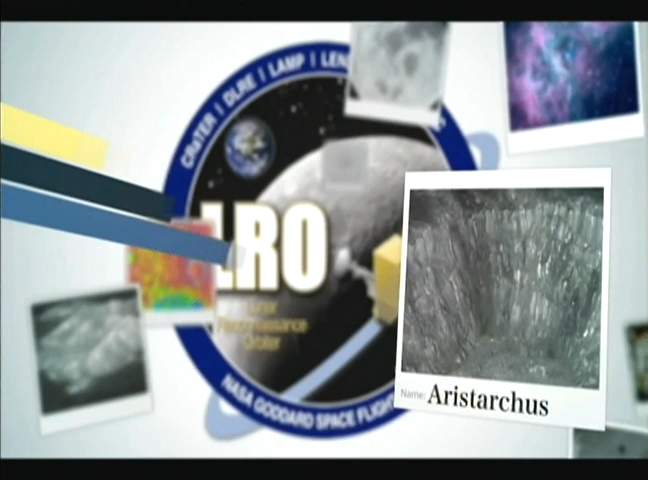 CRaTER | DLRE | LAMP | LEN
LRO
Lunar
Reconnaissance
Orbiter
NASA GODDARD SPACE FLIGHT
Name: Aristarchus